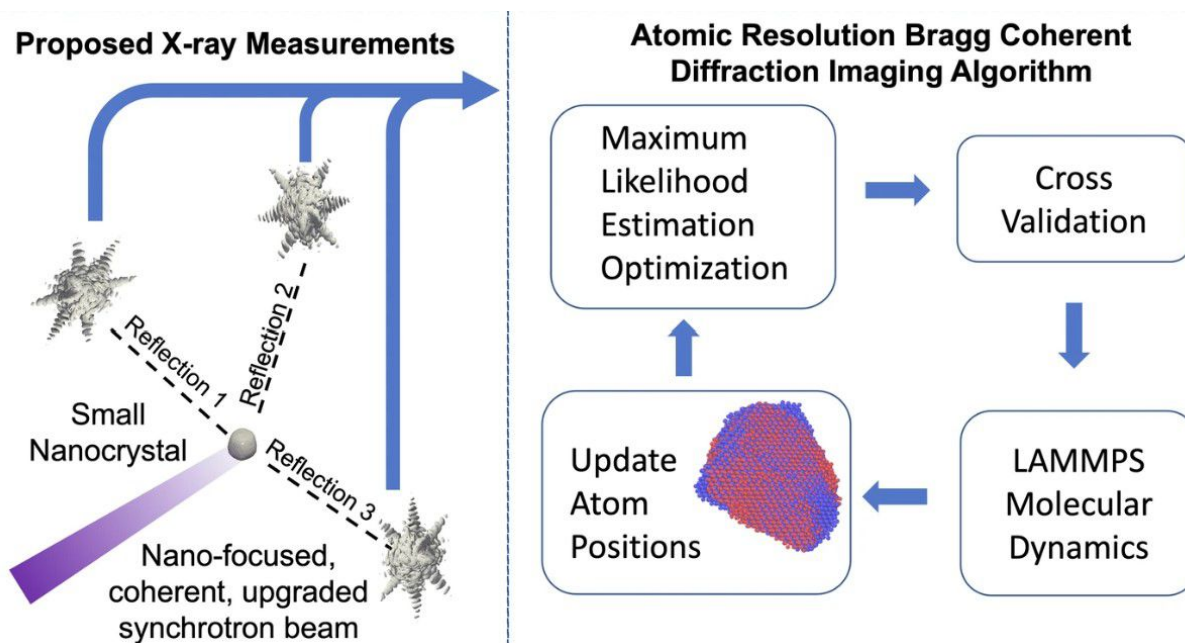 Proposed X-ray Measurements
Reflection 1
Reflection 2
Reflection 3
Small
Nanocrystal
Nano-focused,
coherent, upgraded
synchrotron beam
Atomic Resolution Bragg Coherent
Diffraction Imaging Algorithm
Maximum
Likelihood
Estimation
Optimization
Cross
Validation
LAMMPS
Molecular
Dynamics
Update
Atom
Positions